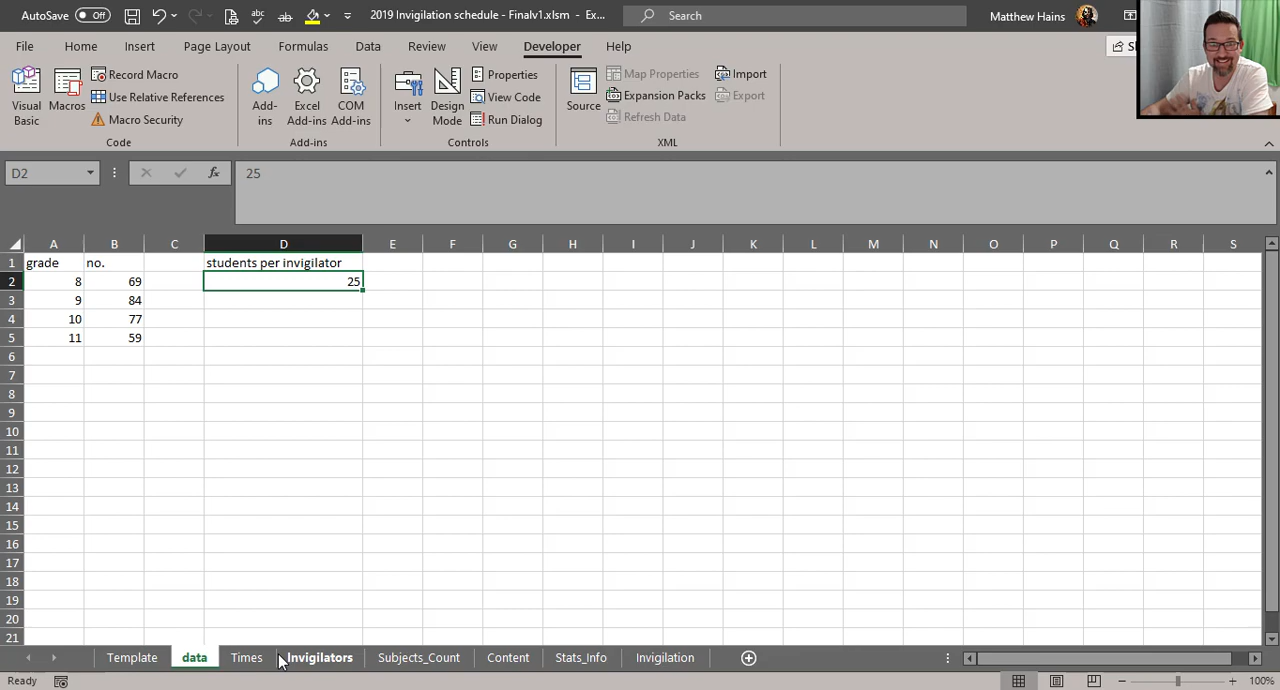 AutoSave Off 2019 Invigilation schedule - Finalv1.xlsm - Ex... Search Matthew Hains
File Home Insert Page Layout Formulas Data Review View Developer Help
Visual Basic
Macros
Record Macro
Use Relative References
Macro Security
Code
Add-ins
Excel Add-ins
COM Add-ins
Add-ins
Insert
Design Mode
Properties
View Code
Run Dialog
Controls
Source
Map Properties
Expansion Packs
Refresh Data
Import
Export
XML
D2 fx 25
A B C D E F G H I J K L M N O P Q R S
1 grade no. students per invigilator
2 8 69 25
3 9 84
4 10 77
5 11 59
6
7
8
9
10
11
12
13
14
15
16
17
18
19
20
21
Template data Times Invigilators Subjects_Count Content Stats_Info Invigilation
Ready 100%